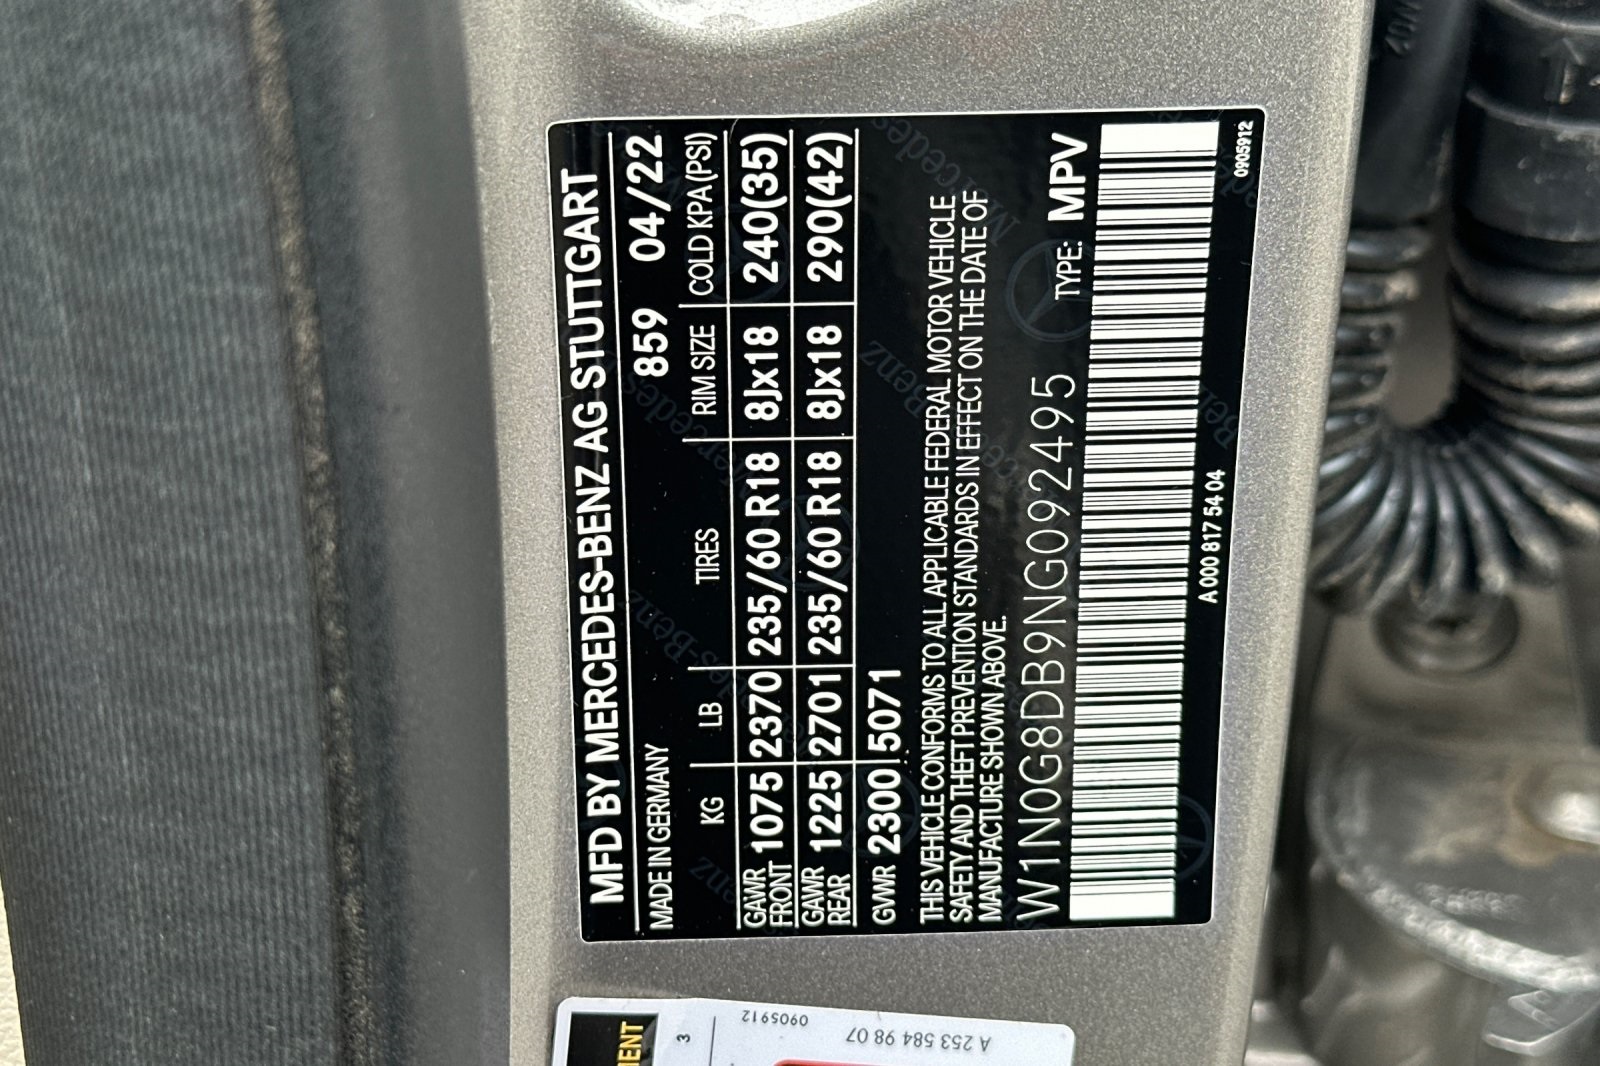 MFD BY MERCEDES-BENZ AG STUTTGART
MADE IN GERMANY 859 04/22
KG LB TIRES RIM SIZE COLD KPA(PSI)
GAWR FRONT 1075 2370 235/60 R18 8Jx18 240(35)
GAWR REAR 1225 2701 235/60 R18 8Jx18 290(42)
GVWR 2300 5071
THIS VEHICLE CONFORMS TO ALL APPLICABLE FEDERAL MOTOR VEHICLE
SAFETY AND THEFT PREVENTION STANDARDS IN EFFECT ON THE DATE OF
MANUFACTURE SHOWN ABOVE.
TYPE: MPV
W1N0G8DB9NG092495
A 000 817 54 04
0905912
3
0905912
A 253 584 98 07